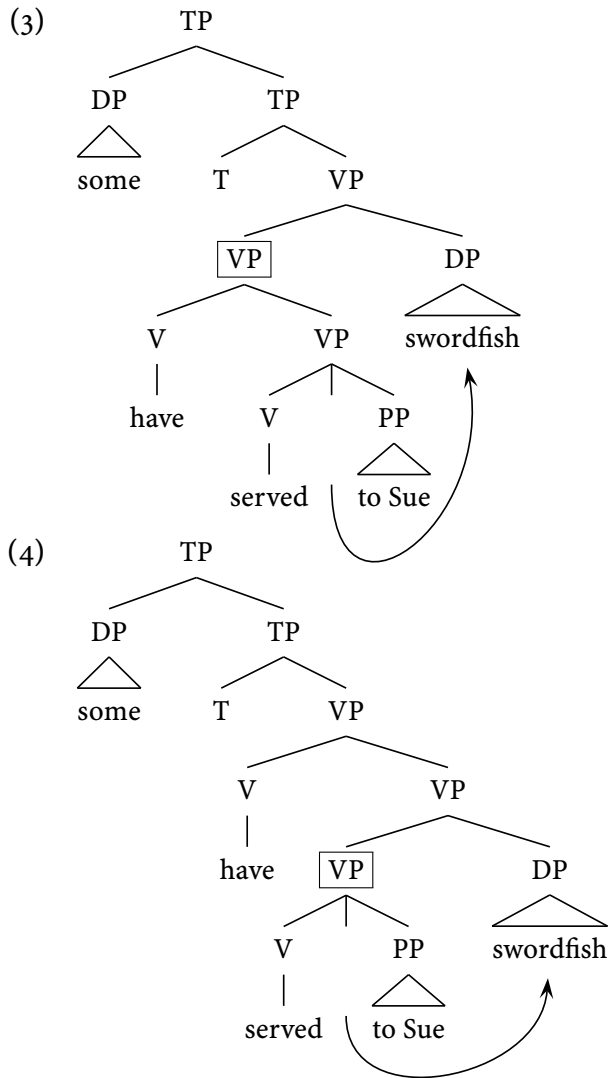 (3) TP
DP TP
some T VP
VP DP
V VP swordfish
have V PP
served to Sue
(4) TP
DP TP
some T VP
V VP
have VP DP
V PP swordfish
served to Sue